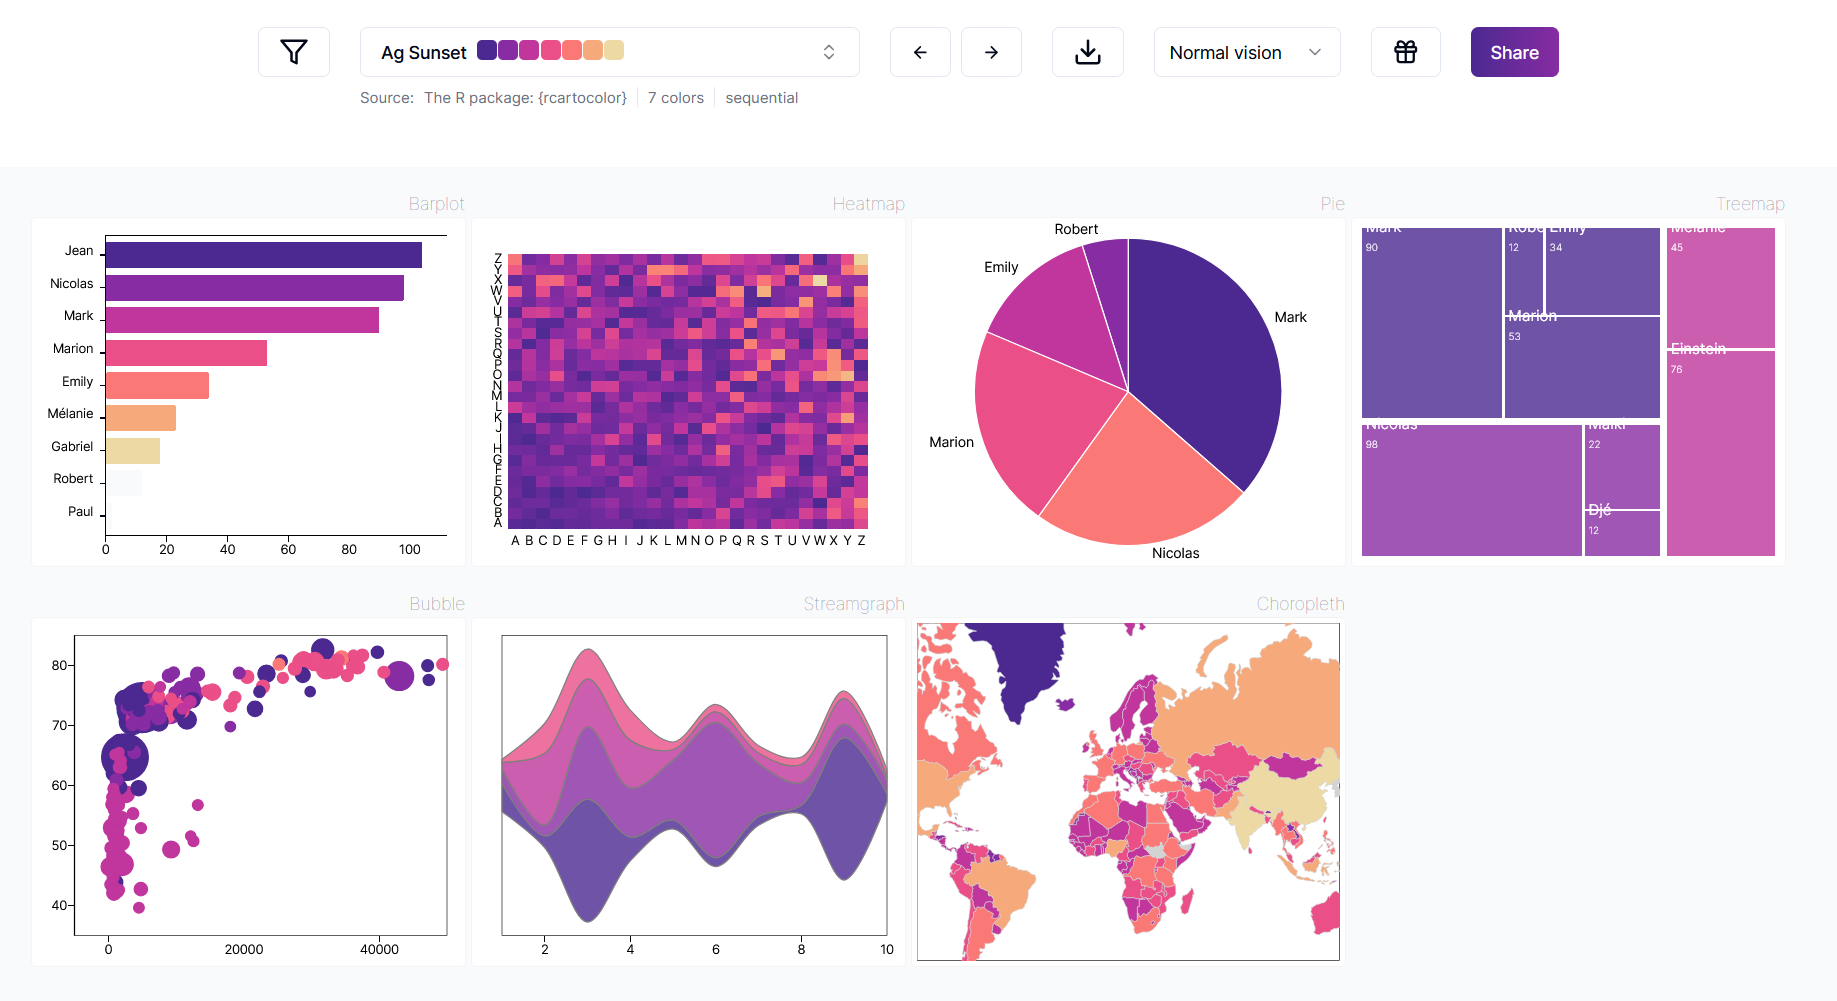 Ag Sunset
Normal vision
Share
Source: The R package: {rcartocolor} 7 colors sequential
Barplot
Jean
Nicolas
Mark
Marion
Emily
Mélanie
Gabriel
Robert
Paul
0 20 40 60 80 100
Heatmap
Z
Y
X
W
V
U
T
S
R
Q
P
O
N
M
L
K
J
I
H
G
F
E
D
C
B
A
A B C D E F G H I J K L M N O P Q R S T U V W X Y Z
Pie
Robert
Emily
Mark
Marion
Nicolas
Treemap
Mark
90
Robe
12
Emily
34
Mélanie
45
Marion
53
Einstein
76
Nicolas
98
Malki
22
Djé
12
Bubble
80
70
60
50
40
0 20000 40000
Streamgraph
2 4 6 8 10
Choropleth